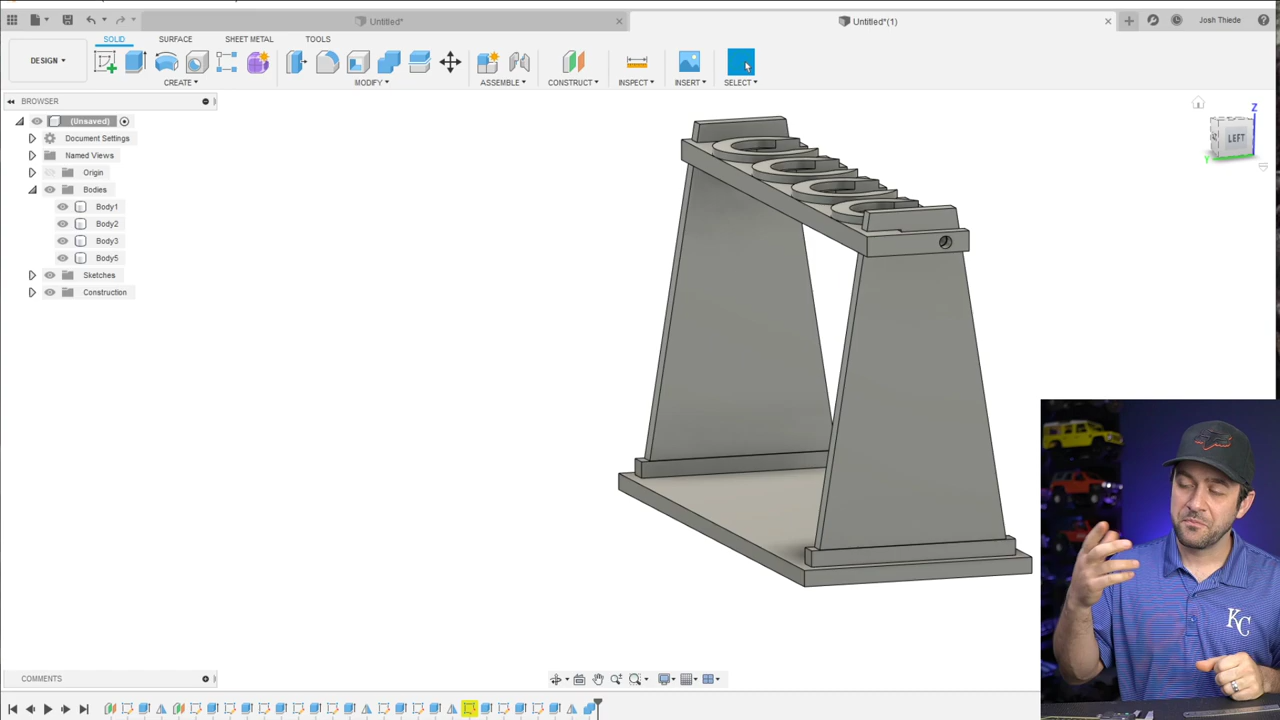 Untitled*
Untitled*(1)
Josh Thiede
DESIGN
SOLID
SURFACE
SHEET METAL
TOOLS
CREATE
MODIFY
ASSEMBLE
CONSTRUCT
INSPECT
INSERT
SELECT
BROWSER
(Unsaved)
Document Settings
Named Views
Origin
Bodies
Body1
Body2
Body3
Body5
Sketches
Construction
Z
LEFT
Y
KC
COMMENTS